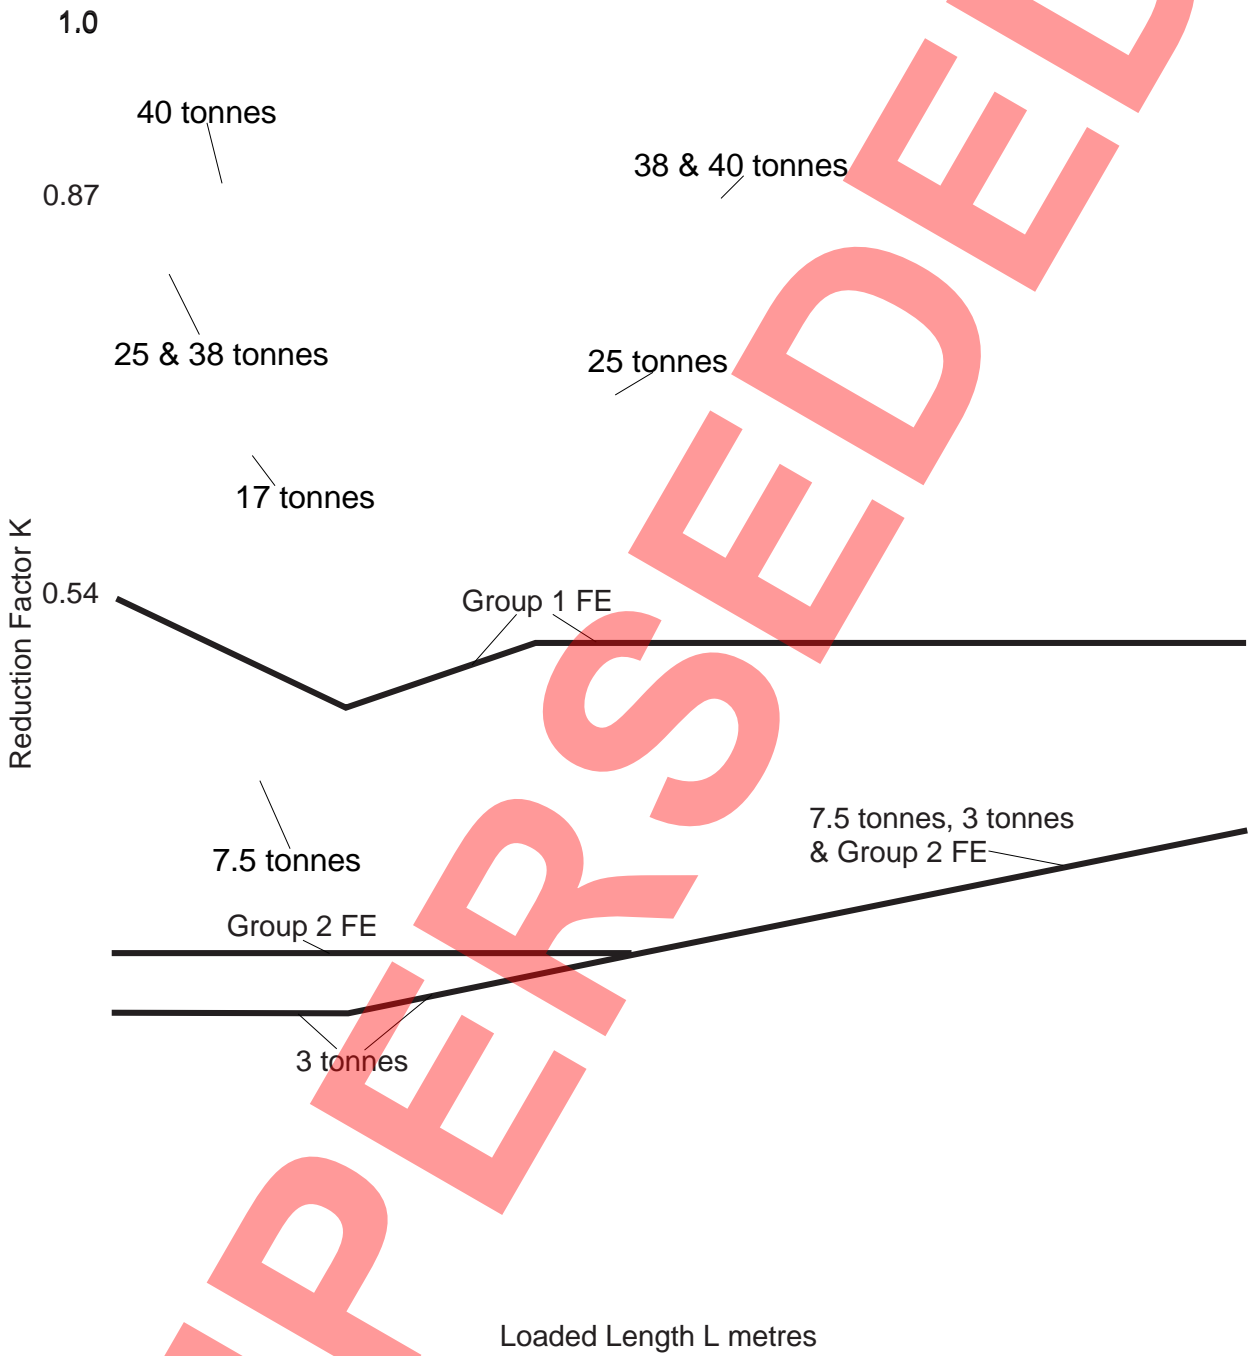 1.0
40 tonnes
38 & 40 tonnes
0.87
25 & 38 tonnes
25 tonnes
17 tonnes
Reduction Factor K
0.54
Group 1 FE
7.5 tonnes, 3 tonnes
& Group 2 FE
7.5 tonnes
Group 2 FE
3 tonnes
Loaded Length L metres
UPERSEDED